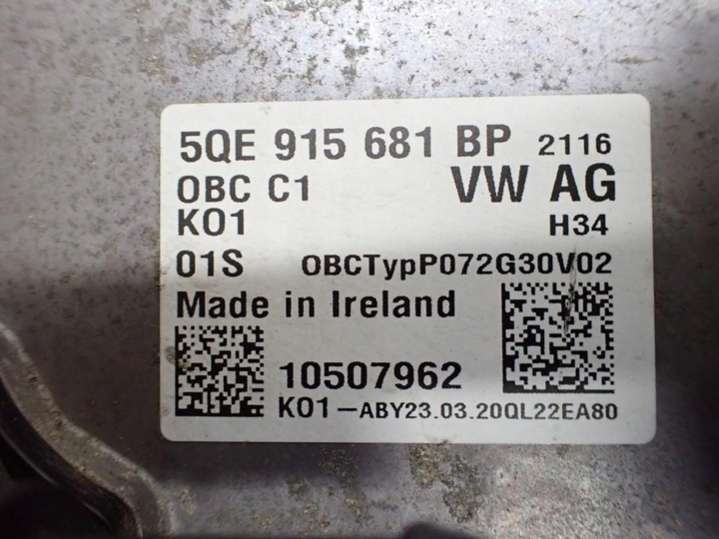 5QE 915 681 BP 2116
OBC C1 VW AG
K01 H34
01S OBCTypP072G30V02
Made in Ireland
10507962
K01-ABY23.03.20QL22EA80